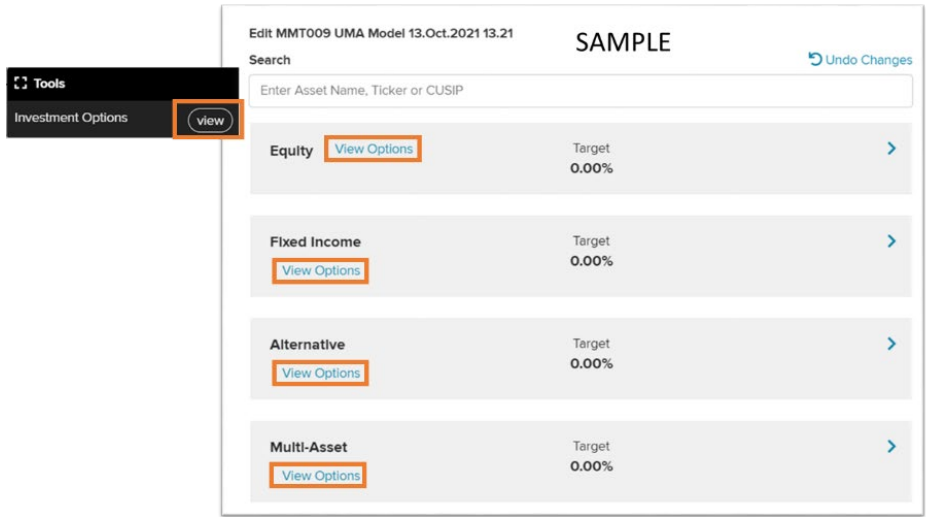 Tools
Investment Options view
Edit MMT009 UMA Model 13.Oct.2021 13.21
SAMPLE
Search
Undo Changes
Enter Asset Name, Ticker or CUSIP
Equity View Options
Target
0.00%
Fixed Income
View Options
Target
0.00%
Alternative
View Options
Target
0.00%
Multi-Asset
View Options
Target
0.00%